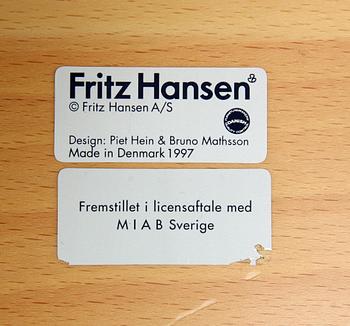 Fritz Hansen
© Fritz Hansen A/S
Design: Piet Hein & Bruno Mathsson
Made in Denmark 1997
Fremstillet i licensaftale med
M I A B Sverige